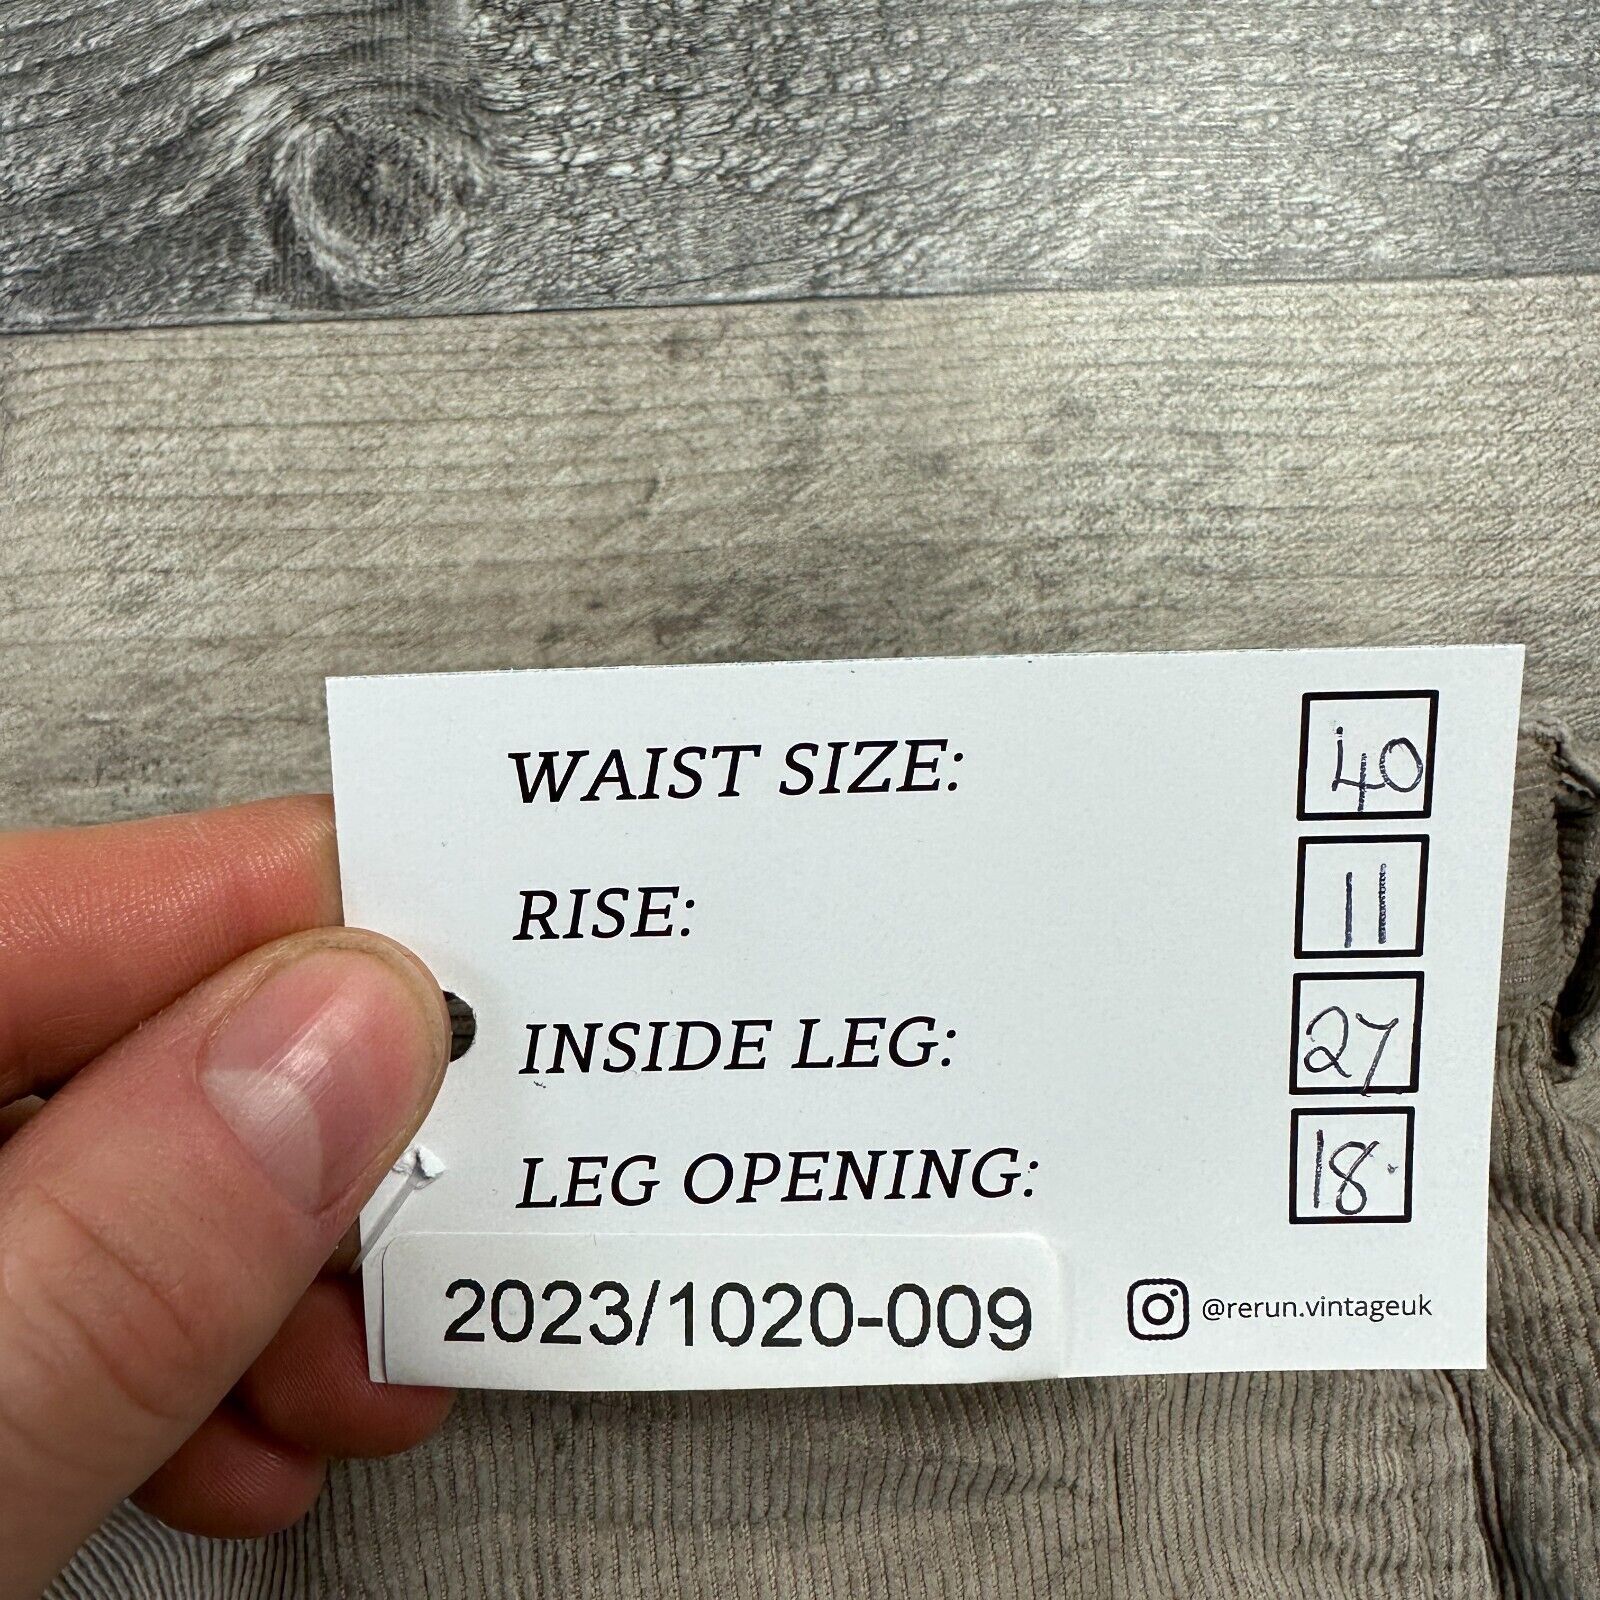 WAIST SIZE: 40
RISE: 11
INSIDE LEG: 27
LEG OPENING: 18
2023/1020-009
@rerun.vintageuk